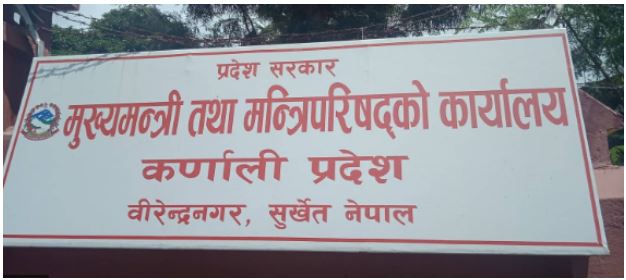 प्रदेश सरकार
मुख्यमन्त्री तथा मन्त्रिपरिषद्को कार्यालय
कर्णाली प्रदेश
वीरेन्द्रनगर, सुर्खेत नेपाल